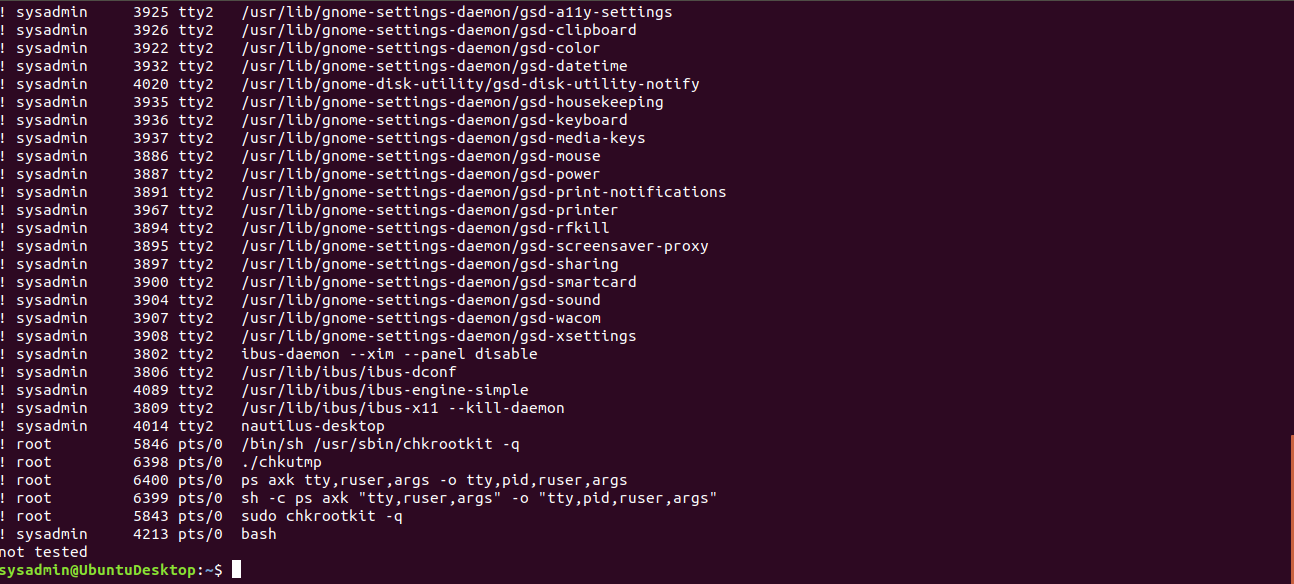 ! sysadmin     3925 tty2   /usr/lib/gnome-settings-daemon/gsd-a11y-settings
! sysadmin     3926 tty2   /usr/lib/gnome-settings-daemon/gsd-clipboard
! sysadmin     3922 tty2   /usr/lib/gnome-settings-daemon/gsd-color
! sysadmin     3932 tty2   /usr/lib/gnome-settings-daemon/gsd-datetime
! sysadmin     4020 tty2   /usr/lib/gnome-disk-utility/gsd-disk-utility-notify
! sysadmin     3935 tty2   /usr/lib/gnome-settings-daemon/gsd-housekeeping
! sysadmin     3936 tty2   /usr/lib/gnome-settings-daemon/gsd-keyboard
! sysadmin     3937 tty2   /usr/lib/gnome-settings-daemon/gsd-media-keys
! sysadmin     3886 tty2   /usr/lib/gnome-settings-daemon/gsd-mouse
! sysadmin     3887 tty2   /usr/lib/gnome-settings-daemon/gsd-power
! sysadmin     3891 tty2   /usr/lib/gnome-settings-daemon/gsd-print-notifications
! sysadmin     3967 tty2   /usr/lib/gnome-settings-daemon/gsd-printer
! sysadmin     3894 tty2   /usr/lib/gnome-settings-daemon/gsd-rfkill
! sysadmin     3895 tty2   /usr/lib/gnome-settings-daemon/gsd-screensaver-proxy
! sysadmin     3897 tty2   /usr/lib/gnome-settings-daemon/gsd-sharing
! sysadmin     3900 tty2   /usr/lib/gnome-settings-daemon/gsd-smartcard
! sysadmin     3904 tty2   /usr/lib/gnome-settings-daemon/gsd-sound
! sysadmin     3907 tty2   /usr/lib/gnome-settings-daemon/gsd-wacom
! sysadmin     3908 tty2   /usr/lib/gnome-settings-daemon/gsd-xsettings
! sysadmin     3802 tty2   ibus-daemon --xim --panel disable
! sysadmin     3806 tty2   /usr/lib/ibus/ibus-dconf
! sysadmin     4089 tty2   /usr/lib/ibus/ibus-engine-simple
! sysadmin     3809 tty2   /usr/lib/ibus/ibus-x11 --kill-daemon
! sysadmin     4014 tty2   nautilus-desktop
! root         5846 pts/0  /bin/sh /usr/sbin/chkrootkit -q
! root         6398 pts/0  ./chkutmp
! root         6400 pts/0  ps axk tty,ruser,args -o tty,pid,ruser,args
! root         6399 pts/0  sh -c ps axk "tty,ruser,args" -o "tty,pid,ruser,args"
! root         5843 pts/0  sudo chkrootkit -q
! sysadmin     4213 pts/0  bash
not tested
sysadmin@UbuntuDesktop:~$